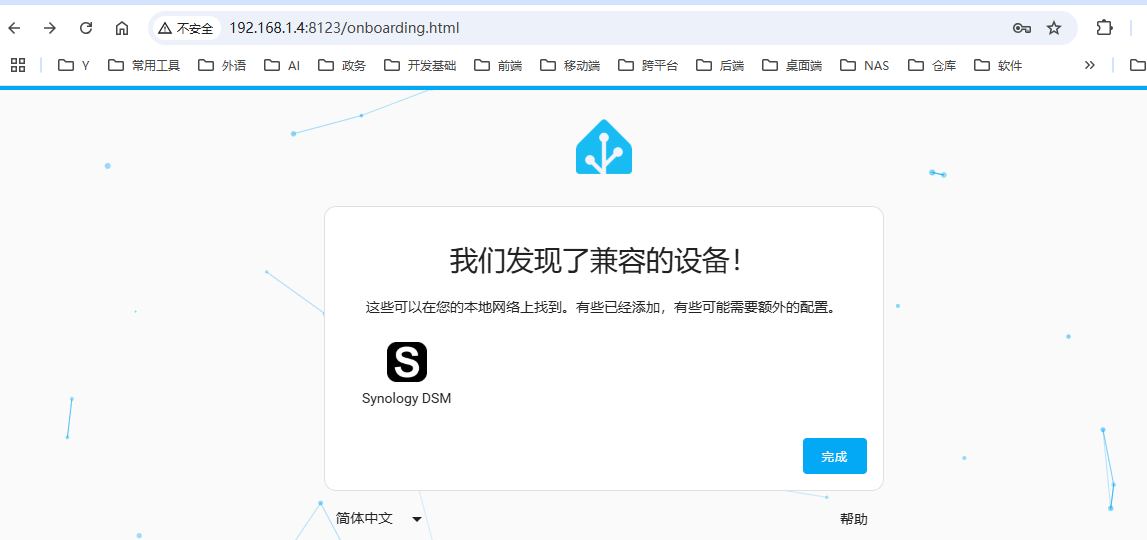 不安全 192.168.1.4:8123/onboarding.html
Y 常用工具 外语 AI 政务 开发基础 前端 移动端 跨平台 后端 桌面端 NAS 仓库 软件 »
我们发现了兼容的设备！
这些可以在您的本地网络上找到。有些已经添加，有些可能需要额外的配置。
S
Synology DSM
完成
简体中文 帮助